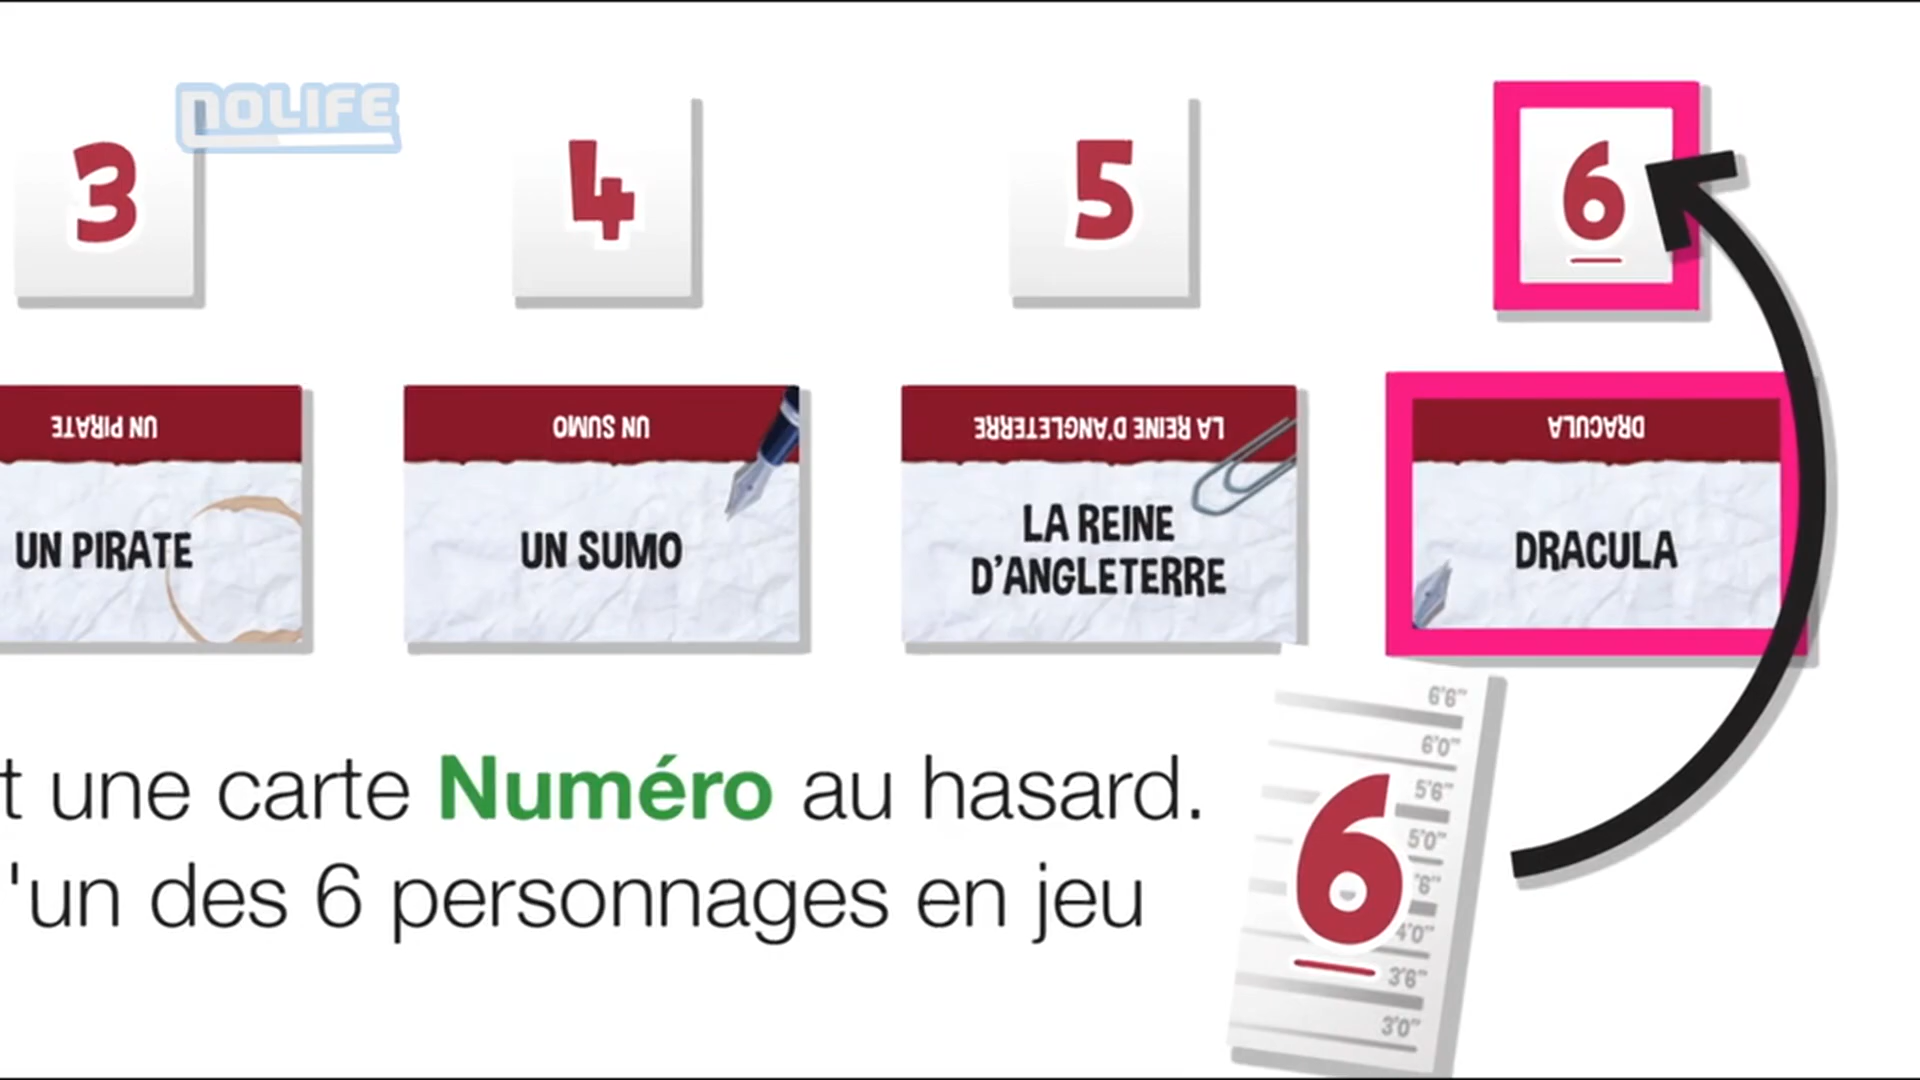 NOLIFE
3
4
5
6
UN PIRATE
UN SUMO
LA REINE D'ANGLETERRE
DRACULA
UN PIRATE
UN SUMO
LA REINE
D'ANGLETERRE
DRACULA
t une carte Numéro au hasard.
'un des 6 personnages en jeu
6'6"
6'0"
5'6"
5'0"
'6"
4'0"
3'6"
3'0"
6